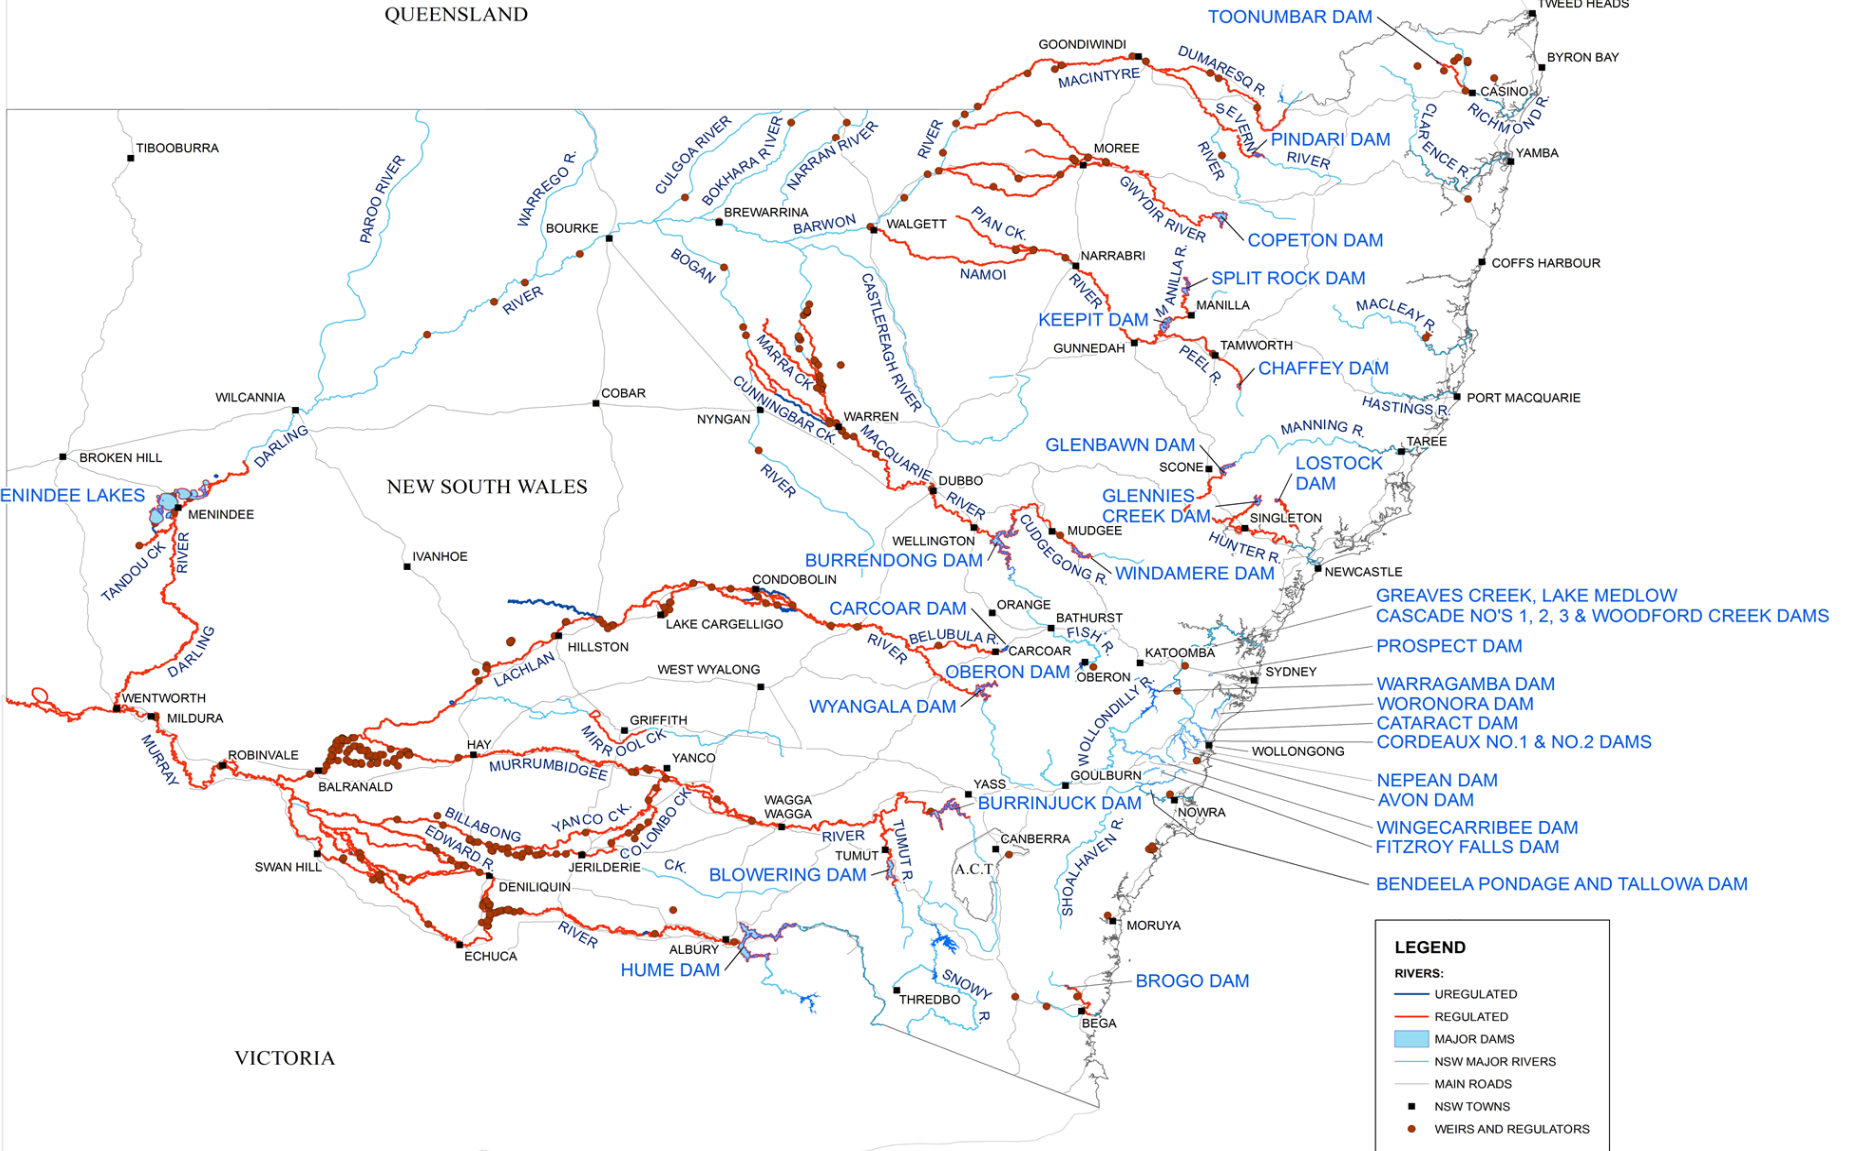 QUEENSLAND
TOONUMBAR DAM
TWEED HEADS
GOONDIWINDI
DUMARESQ R.
BYRON BAY
MACINTYRE
CASINO
RICHMOND R.
CLARENCE R.
SEVERN
RIVER
PINDARI DAM
RIVER
YAMBA
TIBOOBURRA
PAROO RIVER
WARREGO R.
CULGOA RIVER
BOKHARA RIVER
NARRAN RIVER
RIVER
MOREE
GWYDIR RIVER
COPETON DAM
BOURKE
BREWARRINA
BARWON
WALGETT
PIAN CK.
NARRABRI
NAMOI
RIVER
MANILLA R.
SPLIT ROCK DAM
COFFS HARBOUR
BOGAN
RIVER
CASTLEREAGH RIVER
MANILLA
KEEPIT DAM
MACLEAY R.
GUNNEDAH
TAMWORTH
PEEL R.
CHAFFEY DAM
MARRA CK
CUNNINGBAR CK.
WILCANNIA
COBAR
NYNGAN
WARREN
MACQUARIE
HASTINGS R.
PORT MACQUARIE
DARLING
BROKEN HILL
GLENBAWN DAM
MANNING R.
TAREE
SCONE
LOSTOCK
DAM
ENINDEE LAKES
MENINDEE
NEW SOUTH WALES
RIVER
DUBBO
RIVER
GLENNIES
CREEK DAM
SINGLETON
WELLINGTON
CUDGEGONG R.
MUDGEE
HUNTER R.
TANDOU CK
RIVER
IVANHOE
BURRENDONG DAM
WINDAMERE DAM
NEWCASTLE
CONDOBOLIN
CARCOAR DAM
ORANGE
GREAVES CREEK, LAKE MEDLOW
CASCADE NO'S 1, 2, 3 & WOODFORD CREEK DAMS
DARLING
HILLSTON
LAKE CARGELLIGO
RIVER
BELUBULA R.
CARCOAR
BATHURST
FISH R.
KATOOMBA
PROSPECT DAM
LACHLAN
WEST WYALONG
OBERON DAM
OBERON
SYDNEY
WARRAGAMBA DAM
WENTWORTH
MILDURA
WYANGALA DAM
WOLLONDILLY R.
WORONORA DAM
CATARACT DAM
GRIFFITH
MIRROOL CK
CORDEAUX NO.1 & NO.2 DAMS
MURRAY
ROBINVALE
HAY
MURRUMBIDGEE
YANCO
WOLLONGONG
BALRANALD
GOULBURN
NEPEAN DAM
YASS
AVON DAM
BURRINJUCK DAM
WAGGA
WAGGA
NOWRA
BILLABONG
YANCO CK.
COLOMBO CK
RIVER
TUMUT R.
WINGECARRIBEE DAM
FITZROY FALLS DAM
EDWARD R.
CANBERRA
SWAN HILL
JERILDERIE
CK.
TUMUT
A.C.T
SHOALHAVEN R.
DENILIQUIN
BLOWERING DAM
BENDEELA PONDAGE AND TALLOWA DAM
RIVER
MORUYA
ECHUCA
ALBURY
HUME DAM
SNOWY
R.
BROGO DAM
THREDBO
BEGA
VICTORIA
LEGEND
RIVERS:
UREGULATED
REGULATED
MAJOR DAMS
NSW MAJOR RIVERS
MAIN ROADS
NSW TOWNS
WEIRS AND REGULATORS